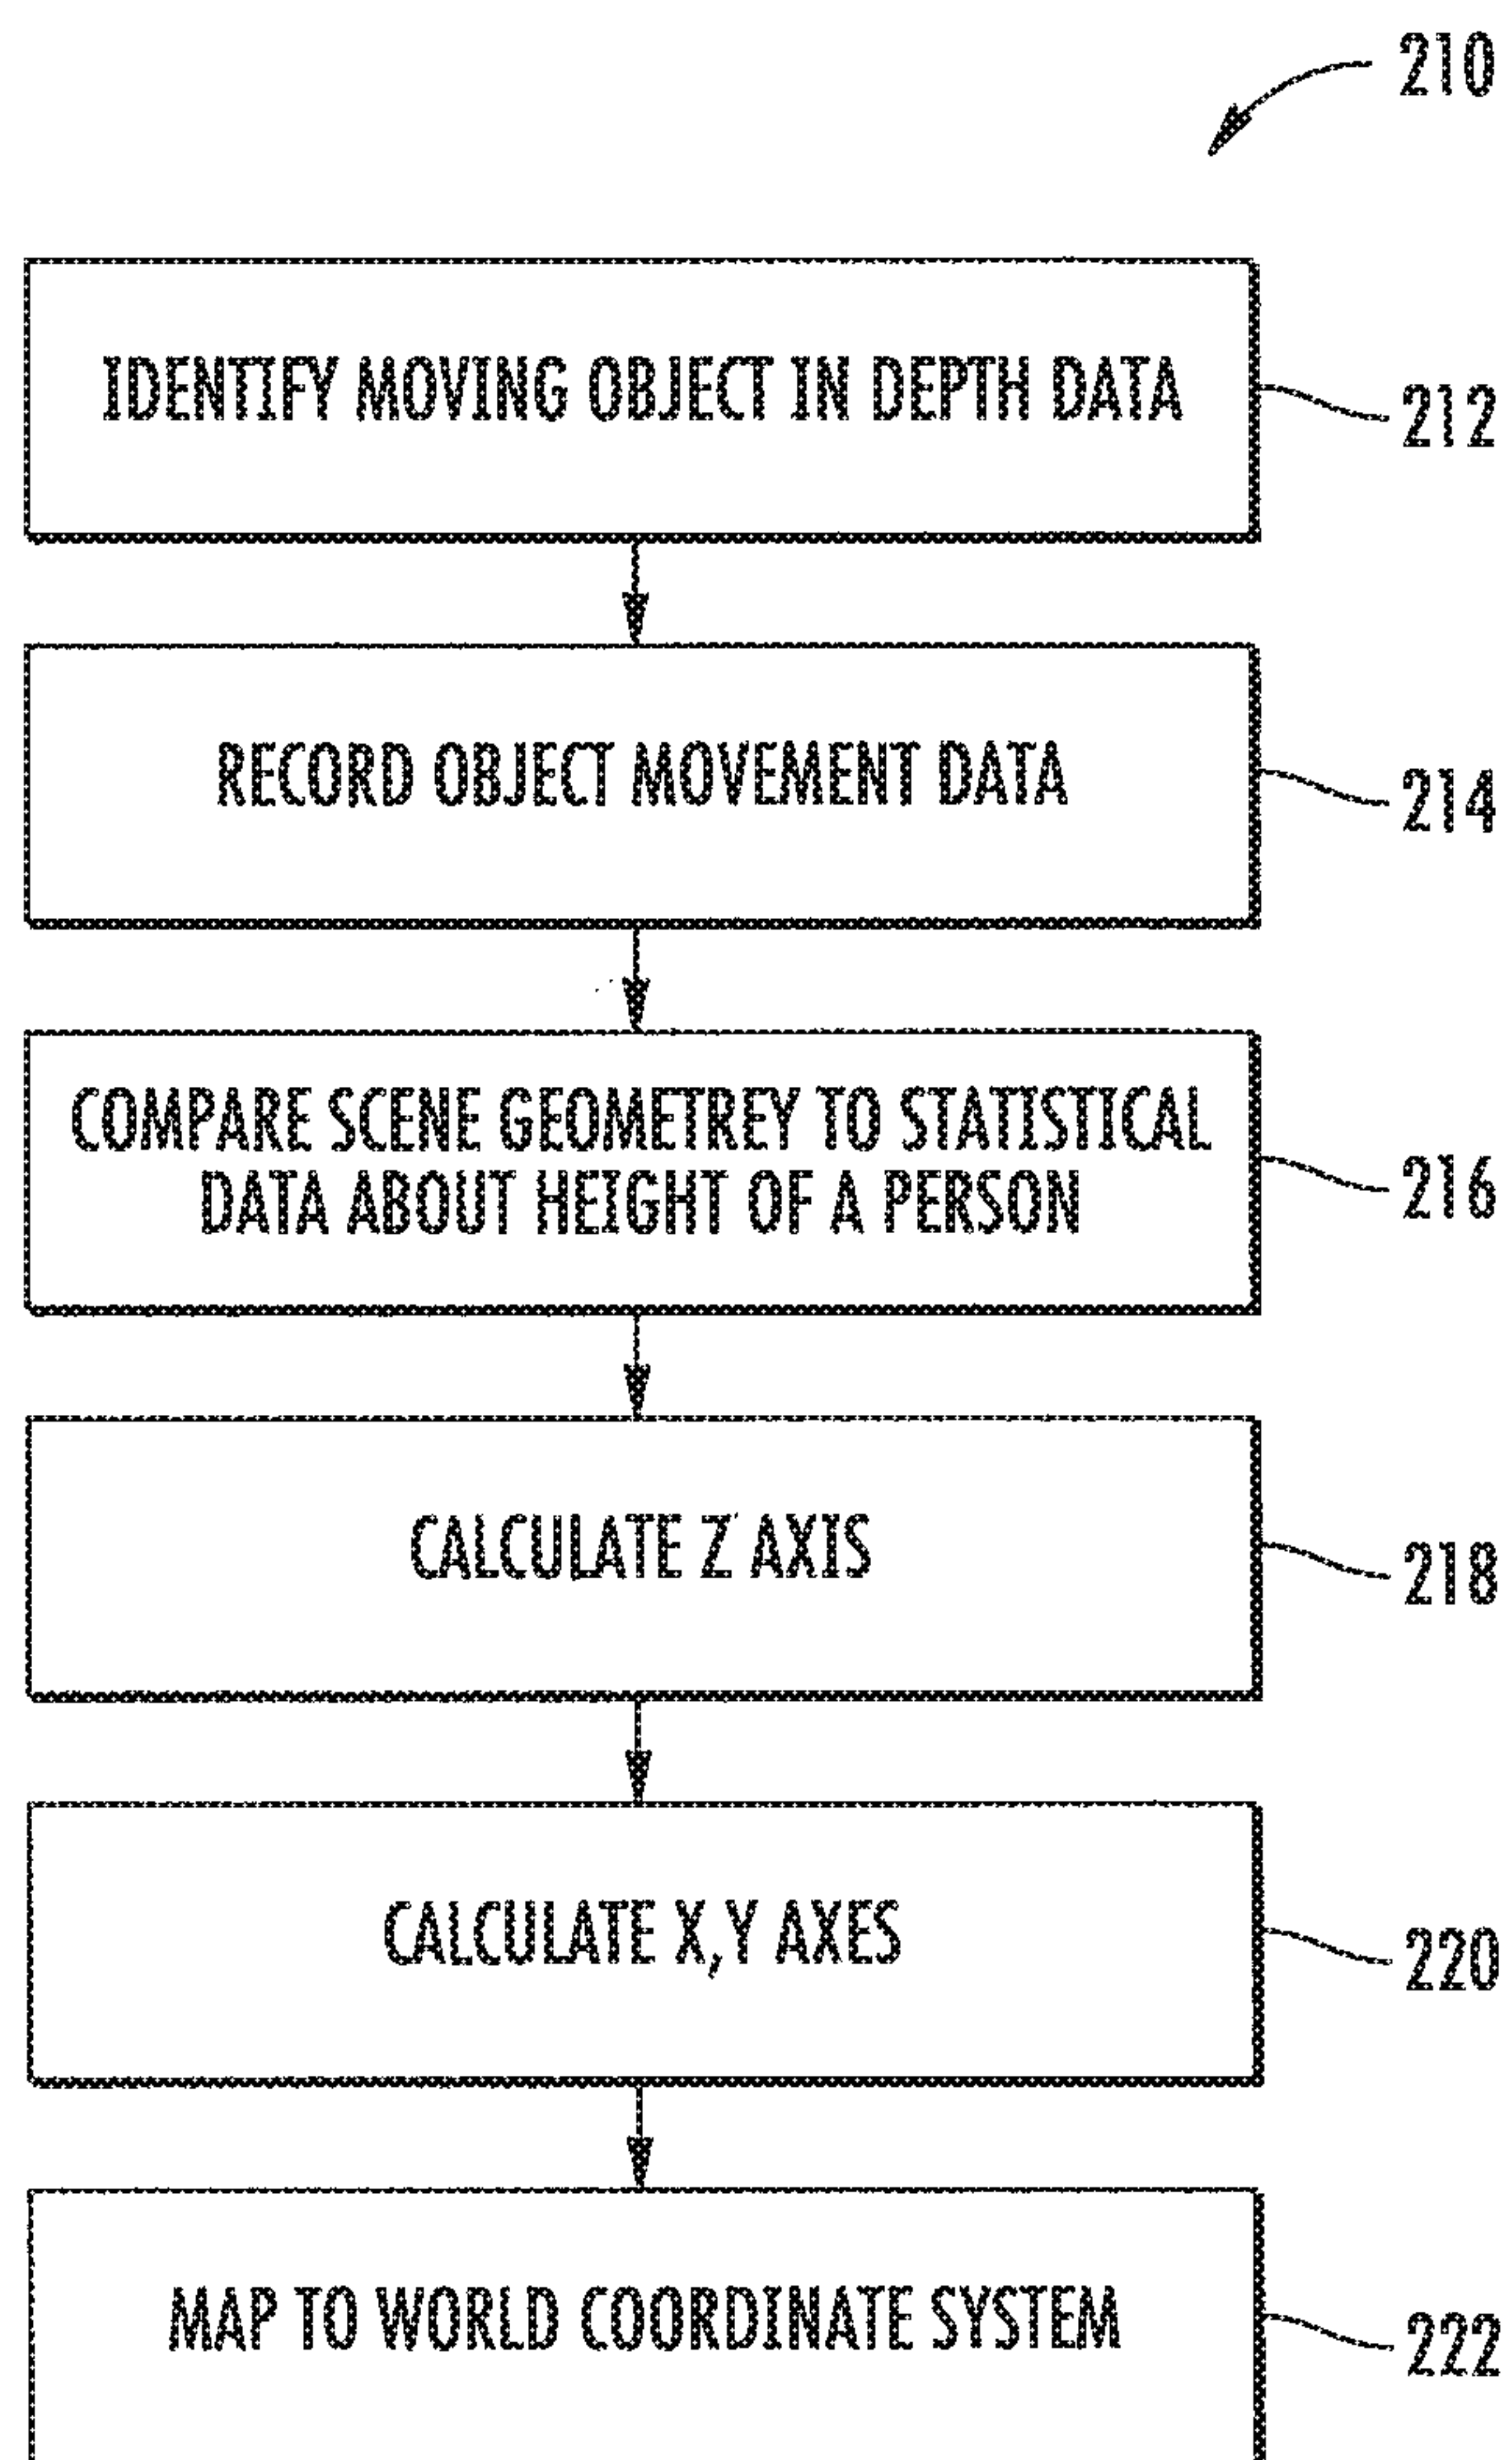 210
IDENTIFY MOVING OBJECT IN DEPTH DATA
212
RECORD OBJECT MOVEMENT DATA
214
COMPARE SCENE GEOMETREY TO STATISTICAL
DATA ABOUT HEIGHT OF A PERSON
216
CALCULATE Z AXIS
218
CALCULATE X,Y AXES
220
MAP TO WORLD COORDINATE SYSTEM
222